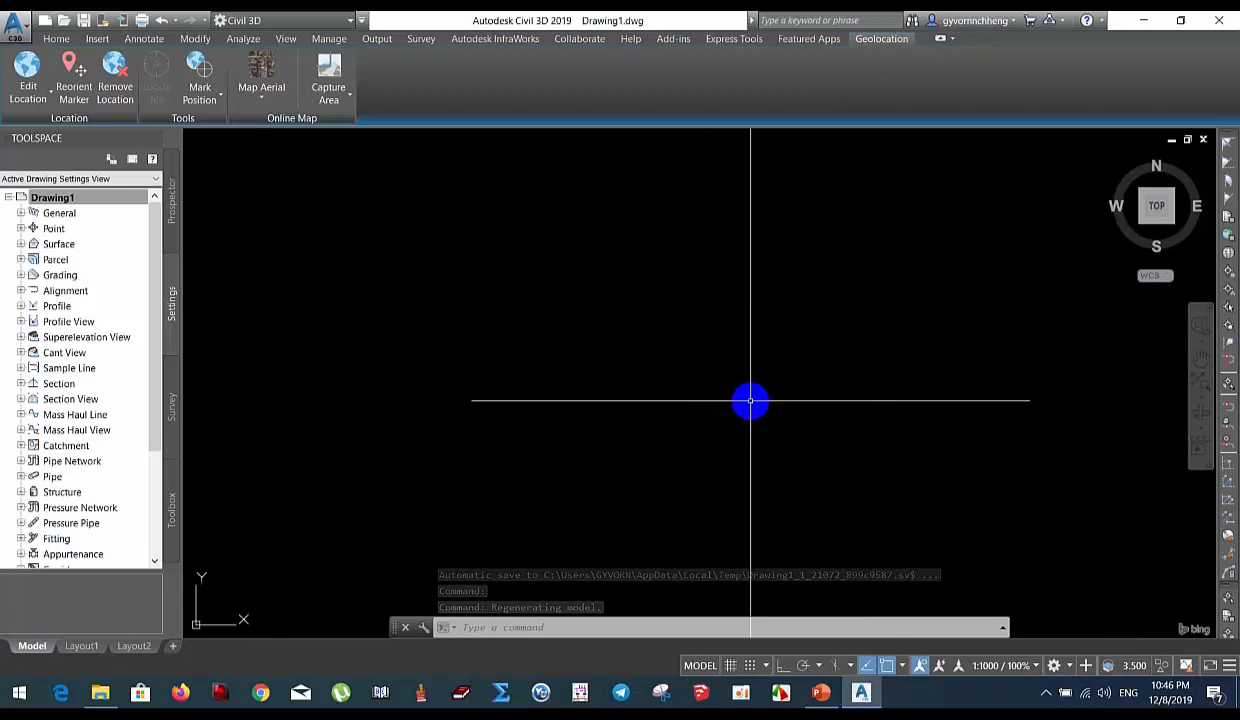 Civil 3D
Autodesk Civil 3D 2019 Drawing1.dwg
Type a keyword or phrase
gyvornchheng
C3D
Home Insert Annotate Modify Analyze View Manage Output Survey Autodesk InfraWorks Collaborate Help Add-ins Express Tools Featured Apps Geolocation
Edit Location
Reorient Marker
Remove Location
Locate Me
Mark Position
Map Aerial
Capture Area
Location Tools Online Map
TOOLSPACE
Active Drawing Settings View
Drawing1
General
Point
Surface
Parcel
Grading
Alignment
Profile
Profile View
Superelevation View
Cant View
Sample Line
Section
Section View
Mass Haul Line
Mass Haul View
Catchment
Pipe Network
Pipe
Structure
Pressure Network
Pressure Pipe
Fitting
Appurtenance
Prospector
Settings
Survey
Toolbox
N
W TOP E
S
WCS
Y
X
Automatic save to C:\Users\GYVORN\AppData\Local\Temp\Drawing1_1_21072_899c9587.sv$ ...
Command:
Command: Regenerating model.
Type a command
bing
Model Layout1 Layout2 +
MODEL 1:1000 / 100% 3.500
ENG
10:46 PM
12/8/2019
7